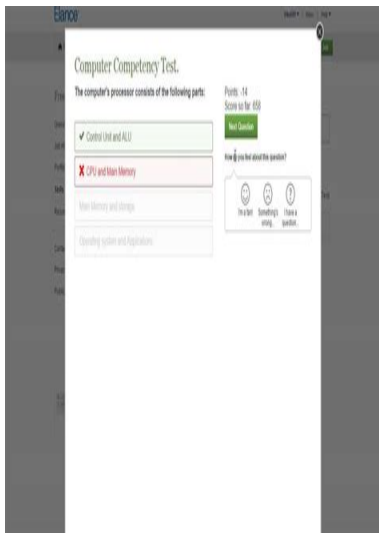 Elance
Computer Competency Test.
The computer's processor consists of the following parts:
Points: -14
Score so far: 658
Control Unit and ALU
Next Question
CPU and Main Memory
How do you feel about this question?
Main Memory and storage
I'm a fan!
Something's wrong...
I have a question...
Operating system and Applications